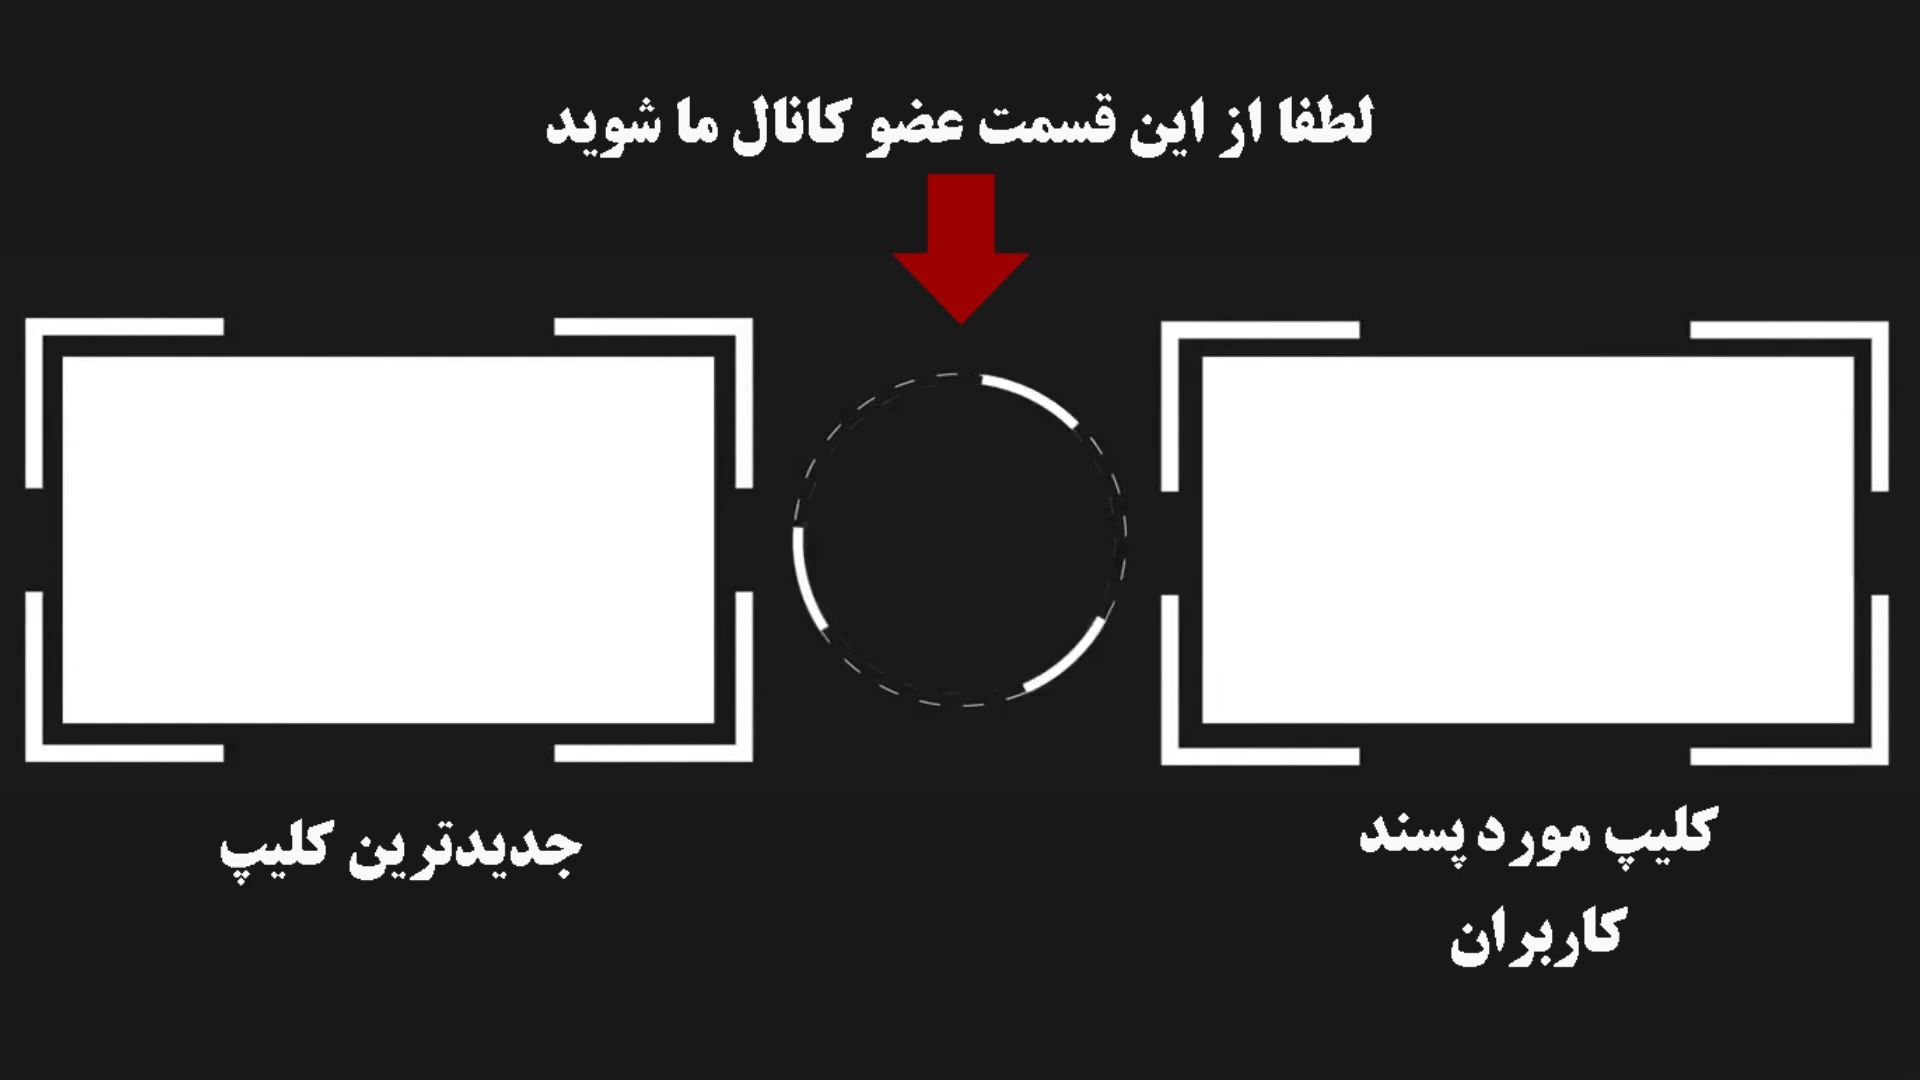 لطفا از این قسمت عضو کانال ما شوید
کلیپ مورد پسند
کاربران
جدیدترین کلیپ